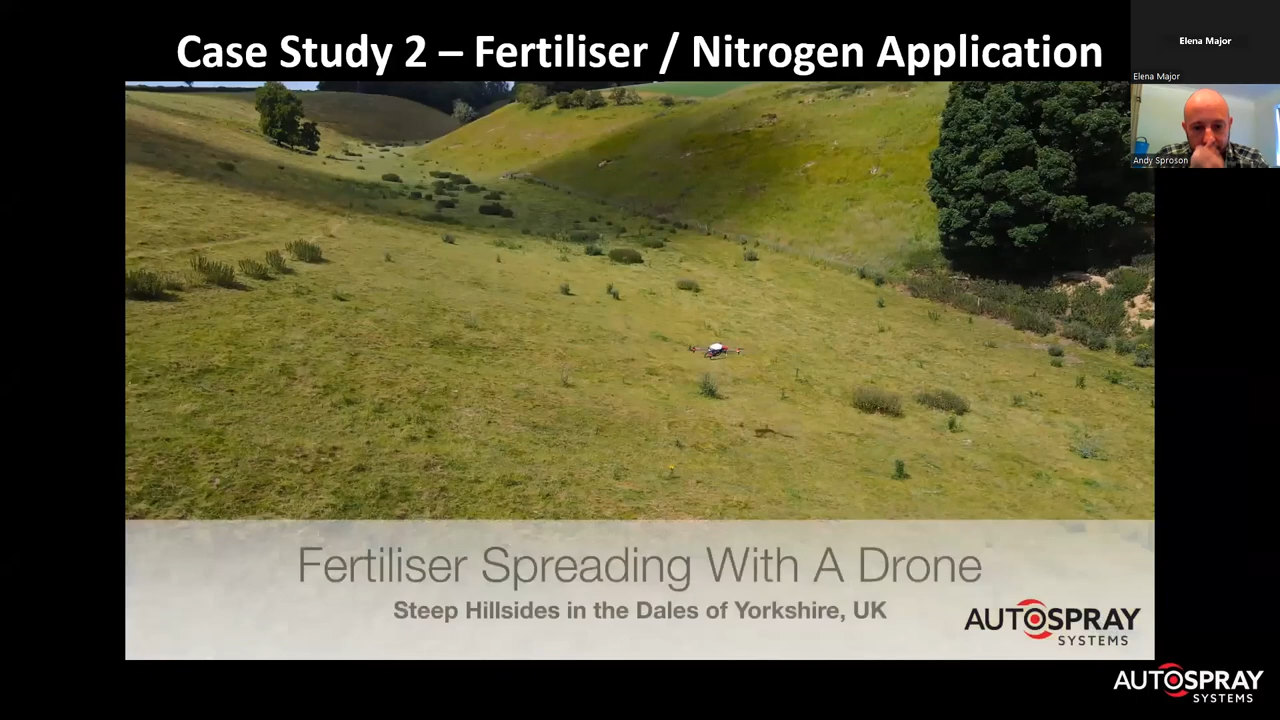 Case Study 2 – Fertiliser / Nitrogen Application
Elena Major
Elena Major
Andy Sproson
Fertiliser Spreading With A Drone
Steep Hillsides in the Dales of Yorkshire, UK
AUTOSPRAY
SYSTEMS
AUTOSPRAY
SYSTEMS